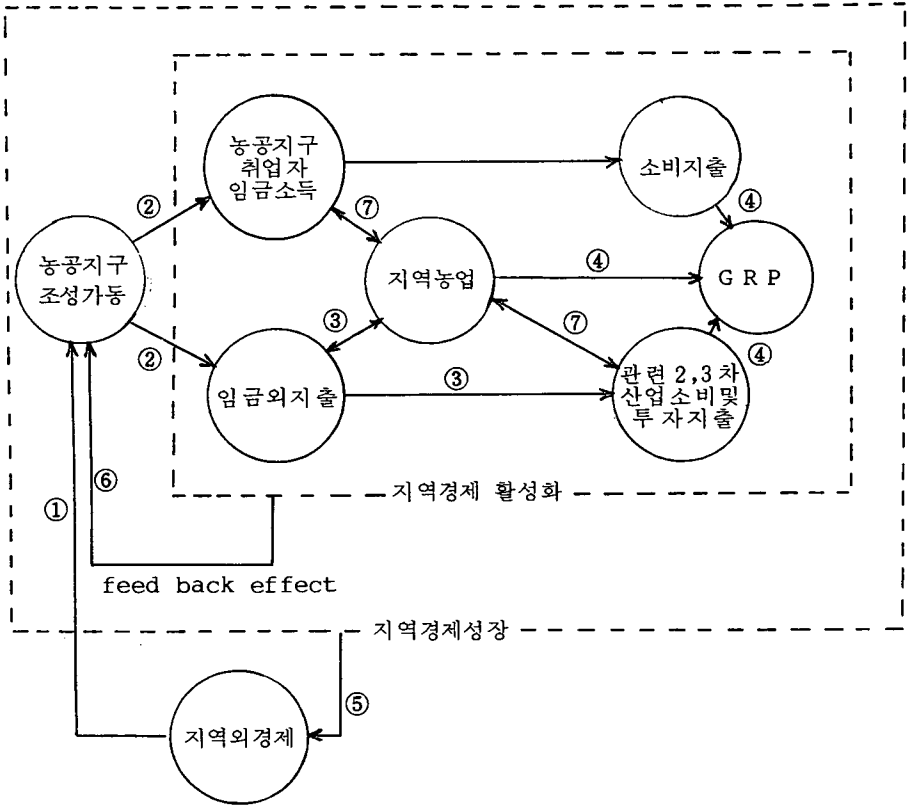 농공지구
취업자
임금소득
소비지출
④
②
⑦
농공지구
조성가동
지역농업
④
G R P
③
⑦
②
임금외지출
③
④
관련 2,3차
산업소비및
투자지출
지역경제 활성화
⑥
①
feed back effect
지역경제성장
⑤
지역외경제